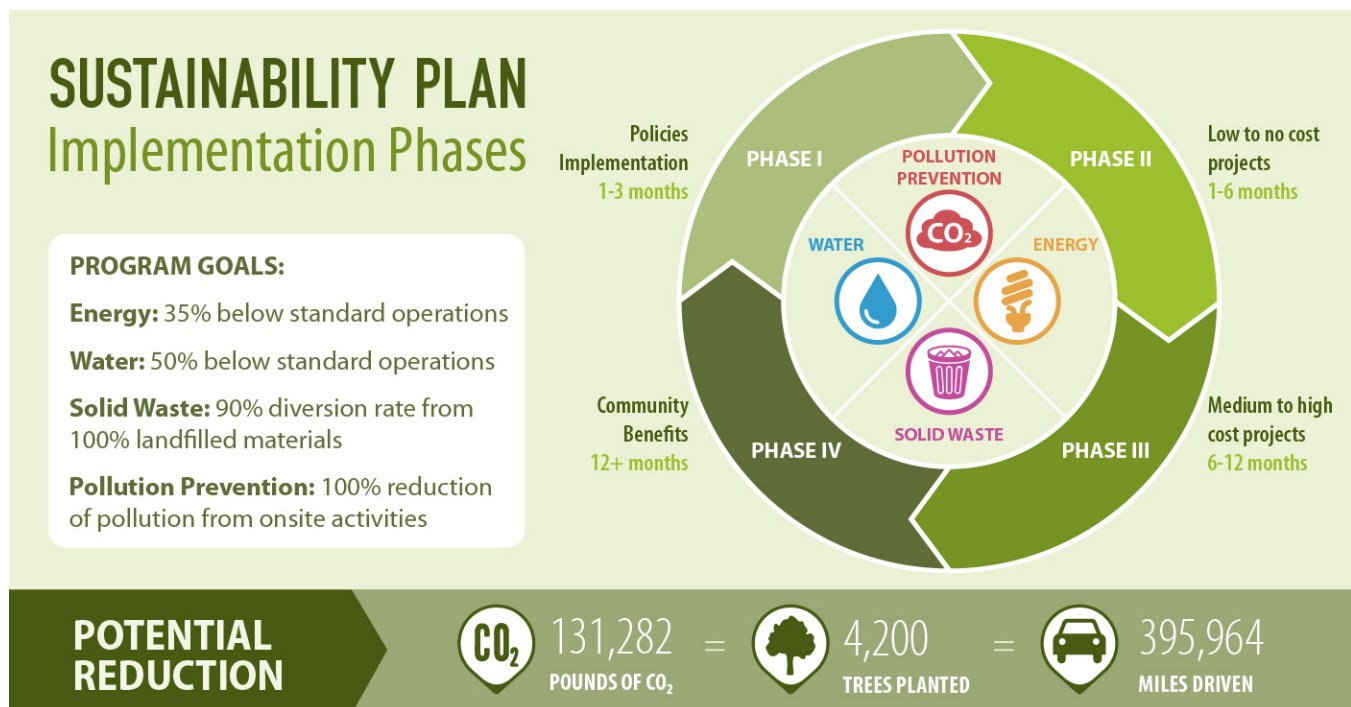 SUSTAINABILITY PLAN
Implementation Phases
PROGRAM GOALS:
Energy: 35% below standard operations
Water: 50% below standard operations
Solid Waste: 90% diversion rate from
100% landfilled materials
Pollution Prevention: 100% reduction
of pollution from onsite activities
Policies
Implementation
1-3 months
PHASE I
PHASE II
Low to no cost
projects
1-6 months
POLLUTION
PREVENTION
CO₂
WATER
ENERGY
SOLID WASTE
Community
Benefits
12+ months
PHASE IV
PHASE III
Medium to high
cost projects
6-12 months
POTENTIAL
REDUCTION
CO₂
131,282
POUNDS OF CO₂
=
4,200
TREES PLANTED
=
395,964
MILES DRIVEN